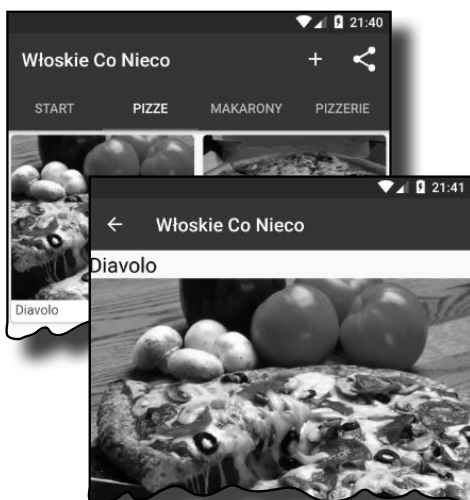 21:40
Włoskie Co Nieco +
START PIZZE MAKARONY PIZZERIE
Diavolo
21:41
← Włoskie Co Nieco
Diavolo